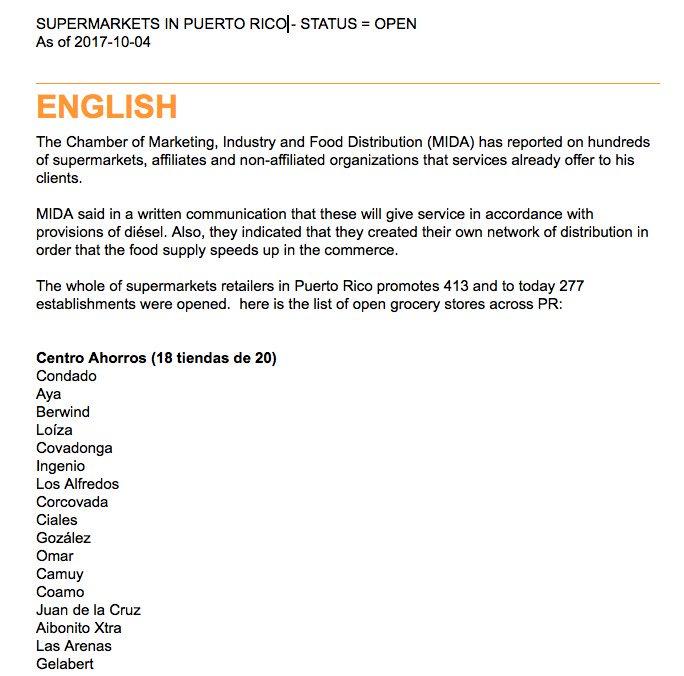 SUPERMARKETS IN PUERTO RICO - STATUS = OPEN
As of 2017-10-04
ENGLISH
The Chamber of Marketing, Industry and Food Distribution (MIDA) has reported on hundreds
of supermarkets, affiliates and non-affiliated organizations that services already offer to his
clients.
MIDA said in a written communication that these will give service in accordance with
provisions of diésel. Also, they indicated that they created their own network of distribution in
order that the food supply speeds up in the commerce.
The whole of supermarkets retailers in Puerto Rico promotes 413 and to today 277
establishments were opened.  here is the list of open grocery stores across PR:
Centro Ahorros (18 tiendas de 20)
Condado
Aya
Berwind
Loíza
Covadonga
Ingenio
Los Alfredos
Corcovada
Ciales
Gozález
Omar
Camuy
Coamo
Juan de la Cruz
Aibonito Xtra
Las Arenas
Gelabert